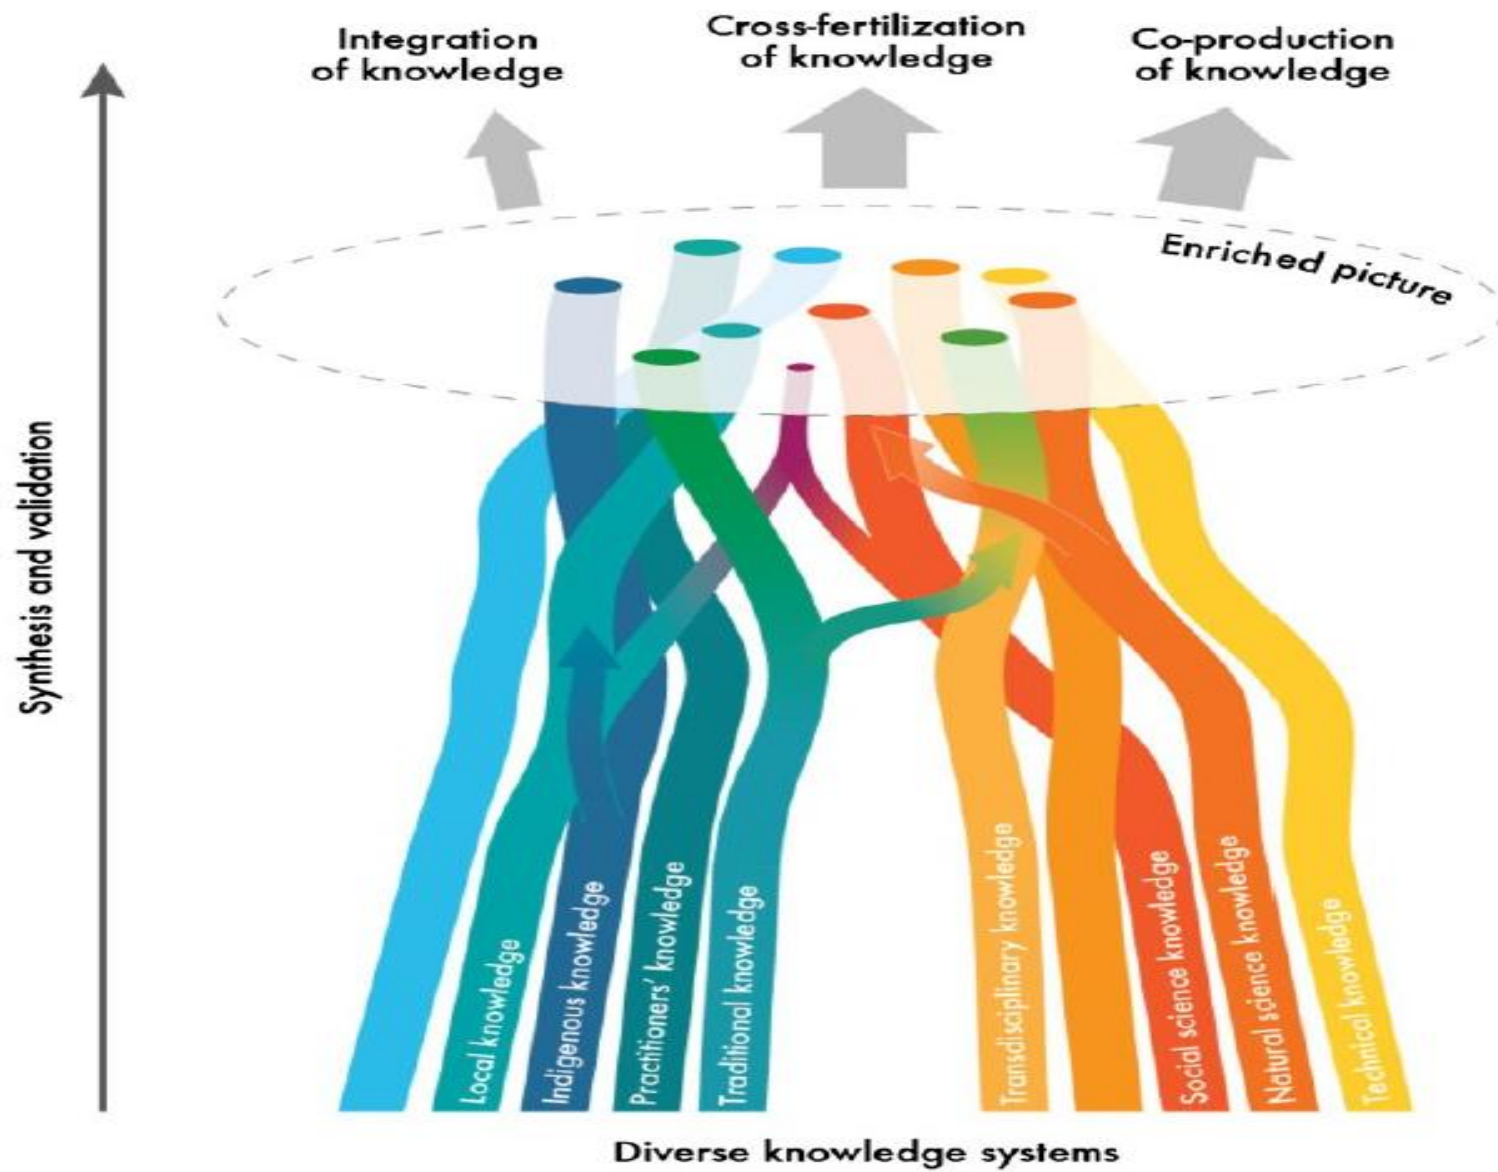 Integration
of knowledge
Cross-fertilization
of knowledge
Co-production
of knowledge
Enriched picture
Synthesis and validation
Local knowledge
Indigenous knowledge
Practitioners' knowledge
Traditional knowledge
Transdisciplinary knowledge
Social science knowledge
Natural science knowledge
Technical knowledge
Diverse knowledge systems